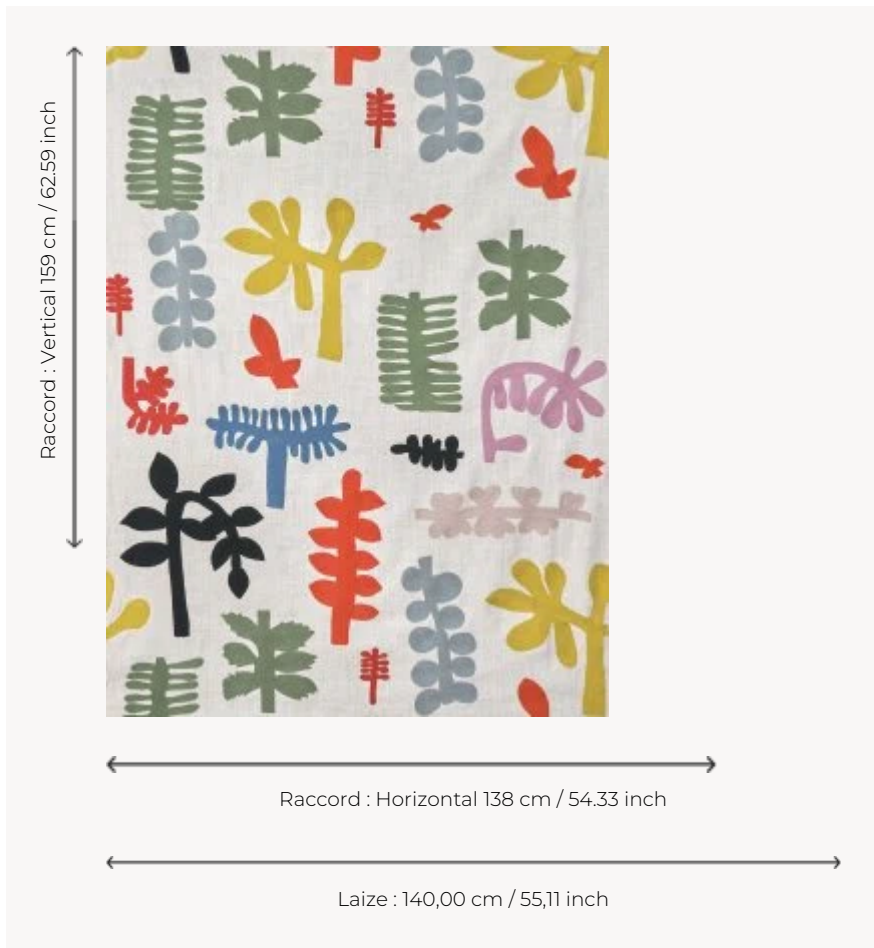 Raccord : Vertical 159 cm / 62.59 inch
Raccord : Horizontal 138 cm / 54.33 inch
Laize : 140,00 cm / 55,11 inch